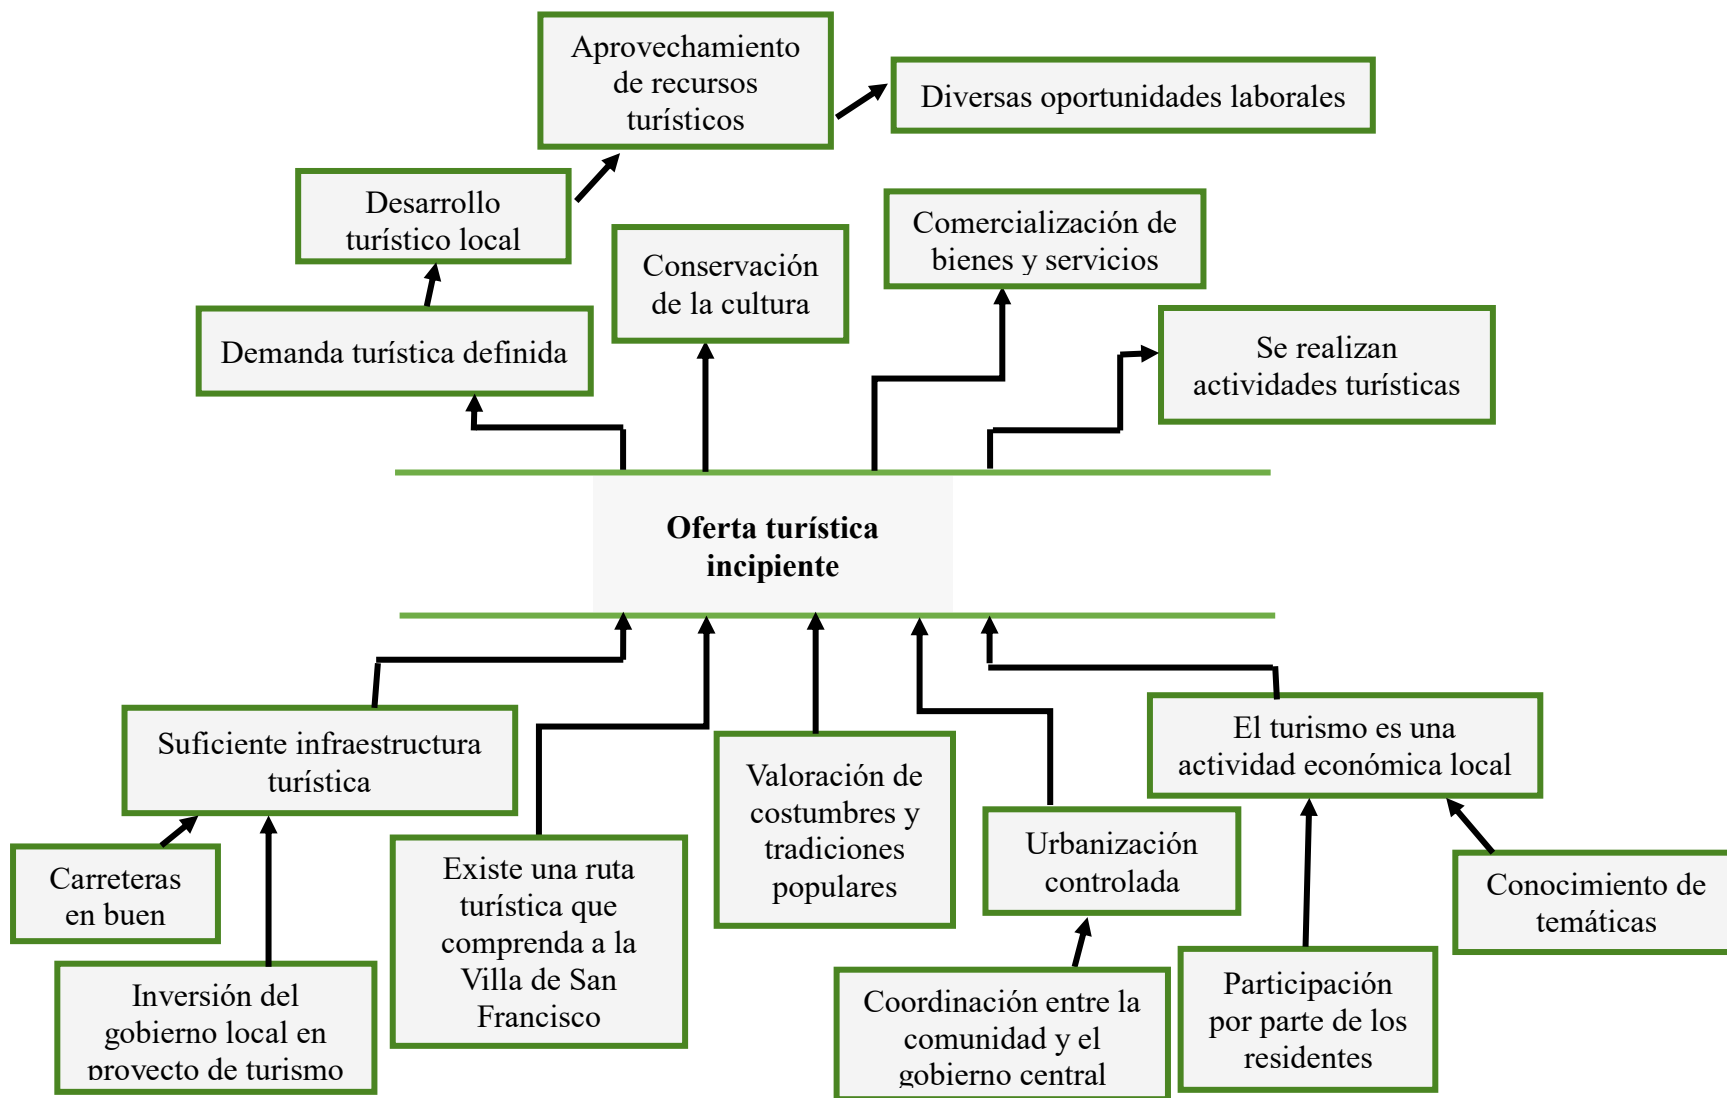 Aprovechamiento
de recursos
turísticos
Diversas oportunidades laborales
Desarrollo
turístico local
Conservación
de la cultura
Comercialización de
bienes y servicios
Demanda turística definida
Se realizan
actividades turísticas
Oferta turística
incipiente
Suficiente infraestructura
turística
Carreteras
en buen
Inversión del
gobierno local en
proyecto de turismo
Existe una ruta
turística que
comprenda a la
Villa de San
Francisco
Valoración de
costumbres y
tradiciones
populares
Urbanización
controlada
Coordinación entre la
comunidad y el
gobierno central
El turismo es una
actividad económica local
Participación
por parte de los
residentes
Conocimiento de
temáticas